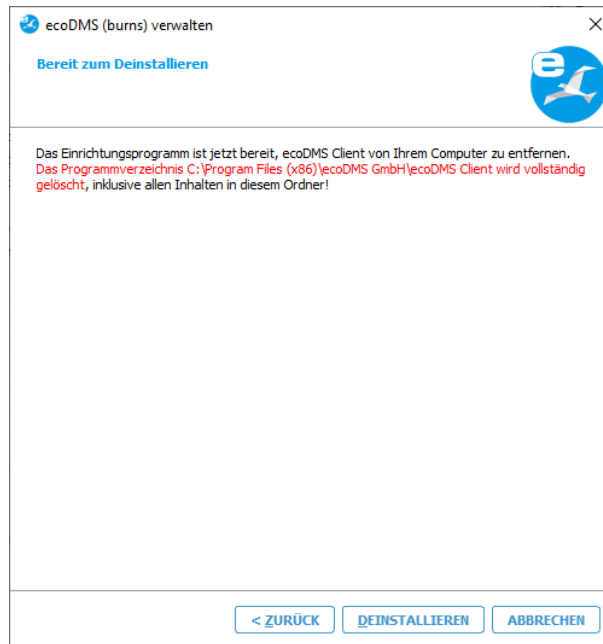 ecoDMS (burns) verwalten
Bereit zum Deinstallieren
e
Das Einrichtungsprogramm ist jetzt bereit, ecoDMS Client von Ihrem Computer zu entfernen.
Das Programmverzeichnis C:\Program Files (x86)\ecoDMS GmbH\ecoDMS Client wird vollständig
gelöscht, inklusive allen Inhalten in diesem Ordner!
< ZURÜCK DEINSTALLIEREN ABBRECHEN